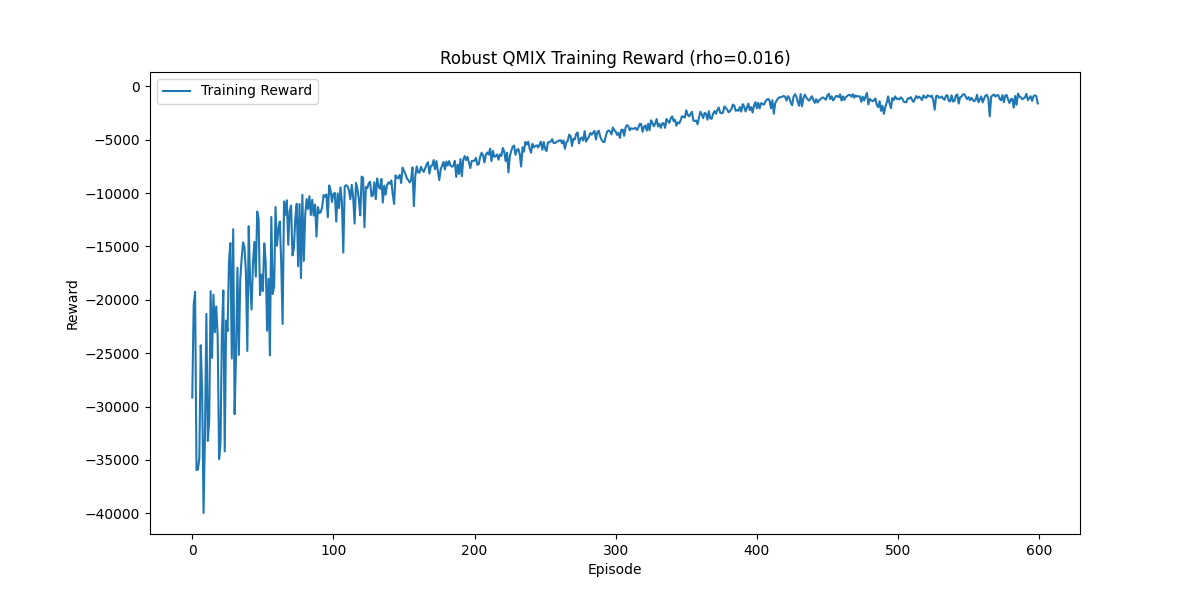 Robust QMIX Training Reward (rho=0.016)
Training Reward
Reward
0
−5000
−10000
−15000
−20000
−25000
−30000
−35000
−40000
0 100 200 300 400 500 600
Episode